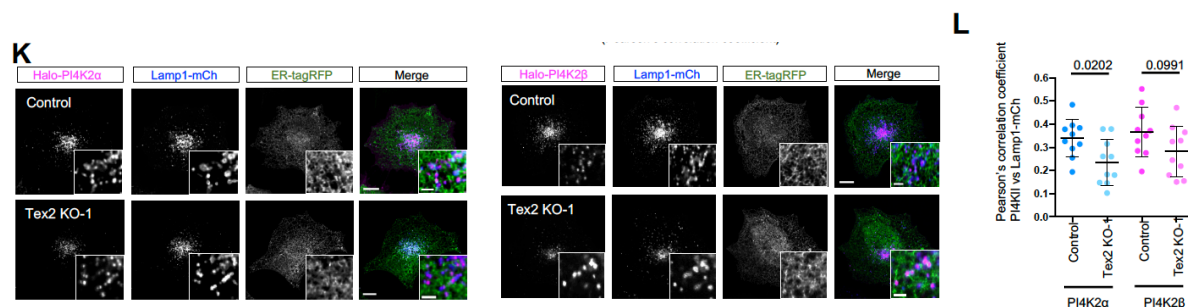 K
Halo-PI4K2α Lamp1-mCh ER-tagRFP Merge
Control
Tex2 KO-1
Halo-PI4K2β Lamp1-mCh ER-tagRFP Merge
Control
Tex2 KO-1
L
0.0202 0.0991
Pearson's correlation coefficient
PI4KII vs Lamp1-mCh
0.6
0.5
0.4
0.3
0.2
0.1
0.0
Control
Tex2 KO-1
Control
Tex2 KO-1
PI4K2α PI4K2β